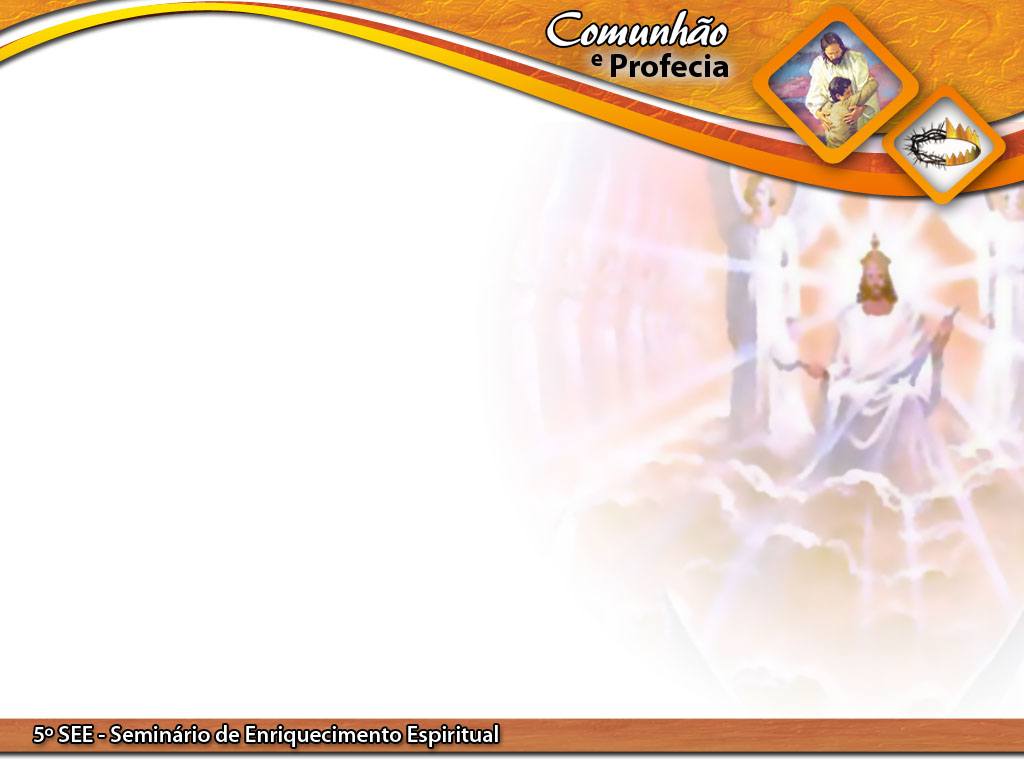 Comunhão
e Profecia
5º SEE - Seminário de Enriquecimento Espiritual